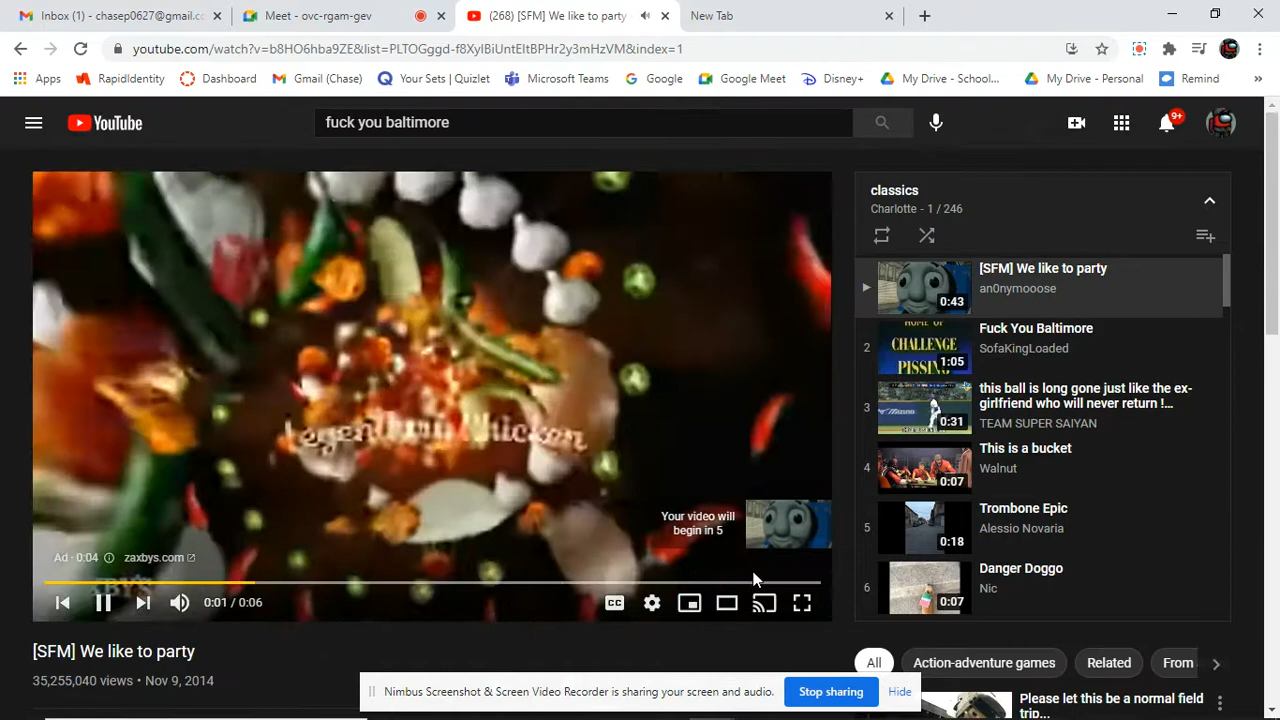 Inbox (1) - chasep0627@gmail.c
Meet - ovc-rgam-gev
(268) [SFM] We like to party
New Tab
youtube.com/watch?v=b8HO6hba9ZE&list=PLTOGggd-f8XyIBiUntEltBPHr2y3mHzVM&index=1
Apps
RapidIdentity
Dashboard
Gmail (Chase)
Your Sets | Quizlet
Microsoft Teams
Google
Google Meet
Disney+
My Drive - School...
My Drive - Personal
Remind
YouTube
fuck you baltimore
9+
classics
Charlotte - 1 / 246
[SFM] We like to party
an0nymooose
0:43
2
HOME OF
CHALLENGE
PISSING
1:05
Fuck You Baltimore
SofaKingLoaded
3
0:31
this ball is long gone just like the ex-
girlfriend who will never return !...
TEAM SUPER SAIYAN
4
0:07
This is a bucket
Walnut
5
0:18
Trombone Epic
Alessio Novaria
6
0:07
Danger Doggo
Nic
Your video will
begin in 5
Ad · 0:04
zaxbys.com
0:01 / 0:06
CC
[SFM] We like to party
35,255,040 views • Nov 9, 2014
All
Action-adventure games
Related
From
Nimbus Screenshot & Screen Video Recorder is sharing your screen and audio.
Stop sharing
Hide
Please let this be a normal field
trip...